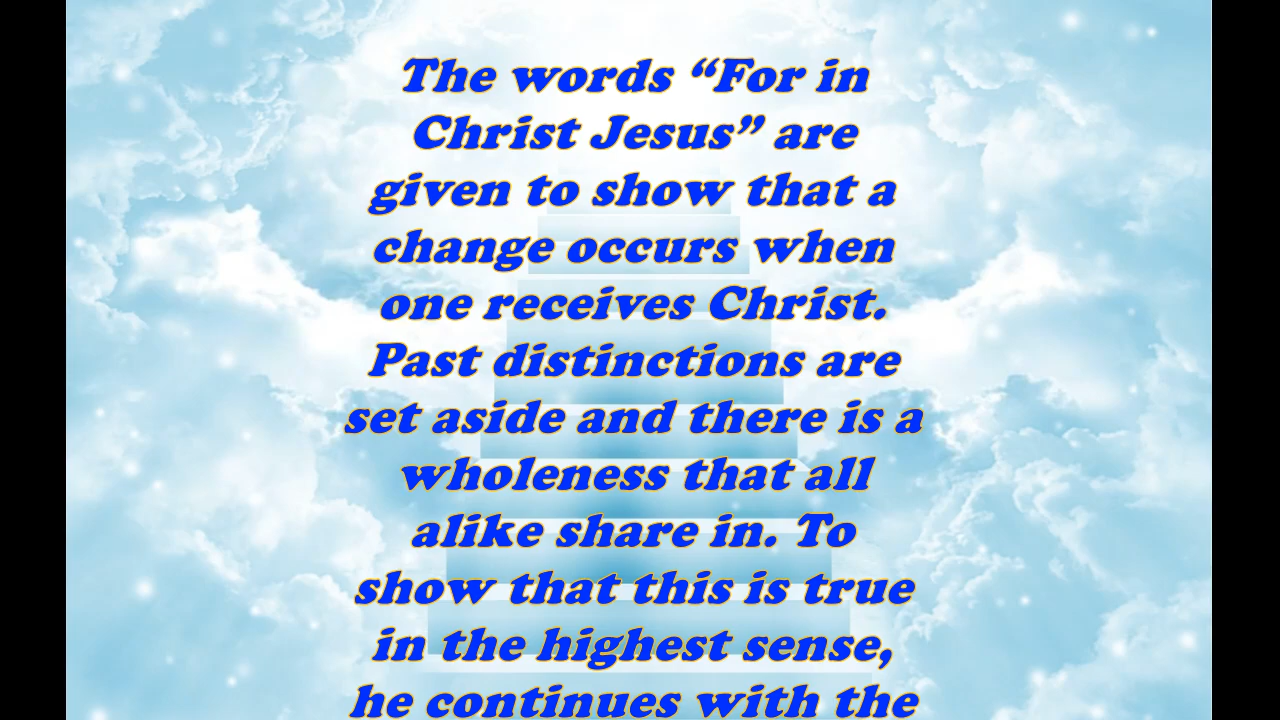 The words “For in
Christ Jesus” are
given to show that a
change occurs when
one receives Christ.
Past distinctions are
set aside and there is a
wholeness that all
alike share in. To
show that this is true
in the highest sense,
he continues with the